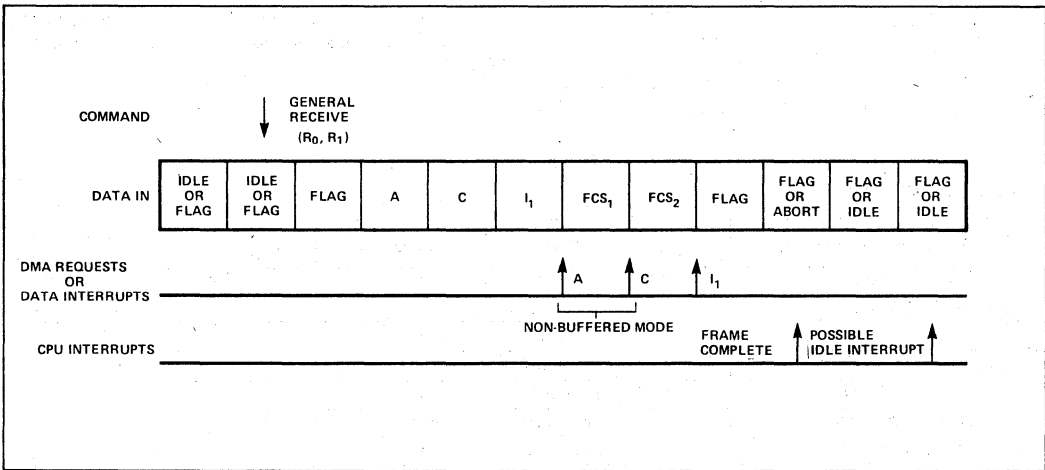 COMMAND
GENERAL
RECEIVE
(R0, R1)
DATA IN
IDLE
OR
FLAG
IDLE
OR
FLAG
FLAG
A
C
I1
FCS1
FCS2
FLAG
FLAG
OR
ABORT
FLAG
OR
IDLE
FLAG
OR
IDLE
DMA REQUESTS
OR
DATA INTERRUPTS
A
C
I1
NON-BUFFERED MODE
CPU INTERRUPTS
FRAME
COMPLETE
POSSIBLE
IDLE INTERRUPT